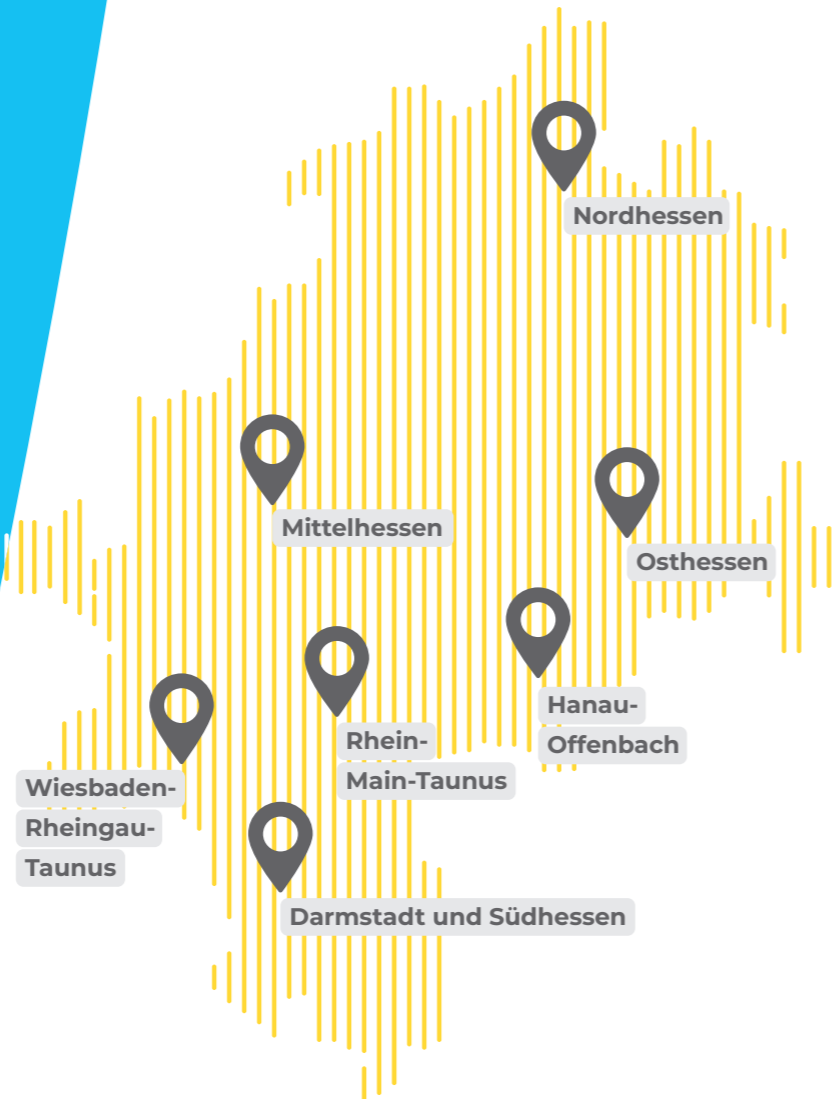 Nordhessen
Mittelhessen
Osthessen
Hanau-
Offenbach
Rhein-
Main-Taunus
Wiesbaden-
Rheingau-
Taunus
Darmstadt und Südhessen